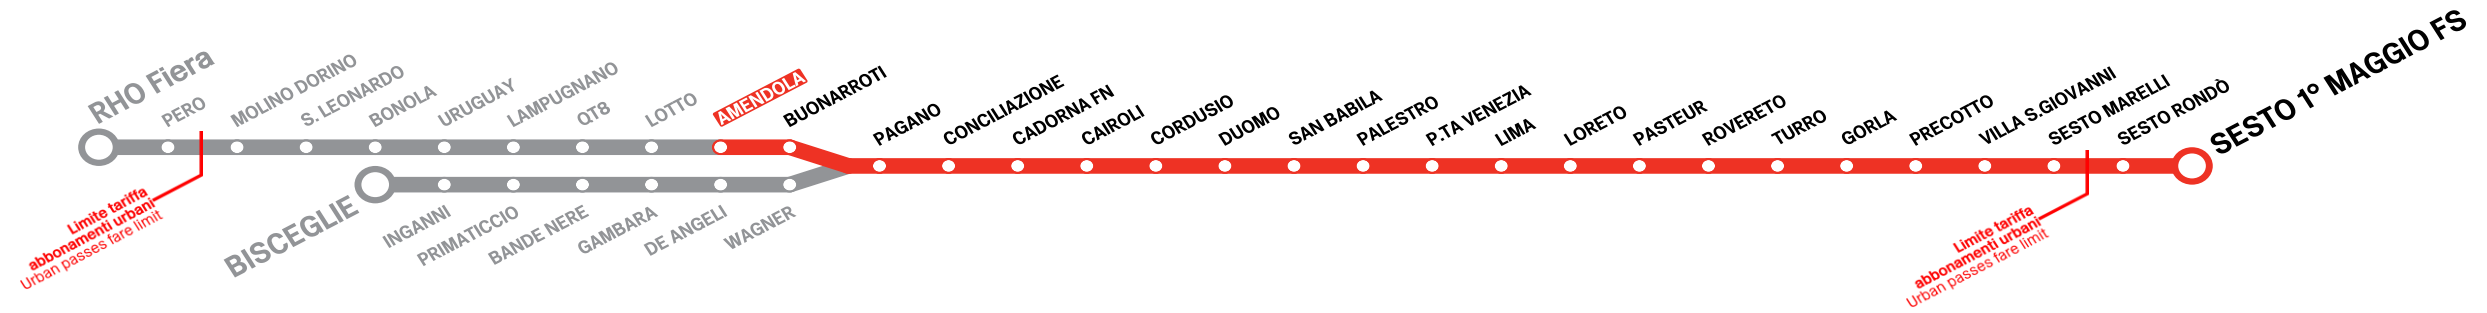 RHO Fiera
PERO
MOLINO DORINO
S. LEONARDO
BONOLA
URUGUAY
LAMPUGNANO
QT8
LOTTO
AMENDOLA
BUONARROTI
PAGANO
CONCILIAZIONE
CADORNA FN
CAIROLI
CORDUSIO
DUOMO
SAN BABILA
PALESTRO
P.TA VENEZIA
LIMA
LORETO
PASTEUR
ROVERETO
TURRO
GORLA
PRECOTTO
VILLA S.GIOVANNI
SESTO MARELLI
SESTO RONDÒ
SESTO 1° MAGGIO FS
Limite tariffa
abbonamenti urbani
Urban passes fare limit
BISCEGLIE
INGANNI
PRIMATICCIO
BANDE NERE
GAMBARA
DE ANGELI
WAGNER
Limite tariffa
abbonamenti urbani
Urban passes fare limit